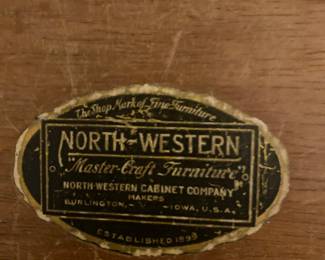 The Shop Mark of Fine Furniture
NORTH-WESTERN
"Master-Craft Furniture"
NORTH-WESTERN CABINET COMPANY
MAKERS
BURLINGTON, IOWA, U.S.A.
ESTABLISHED 1899